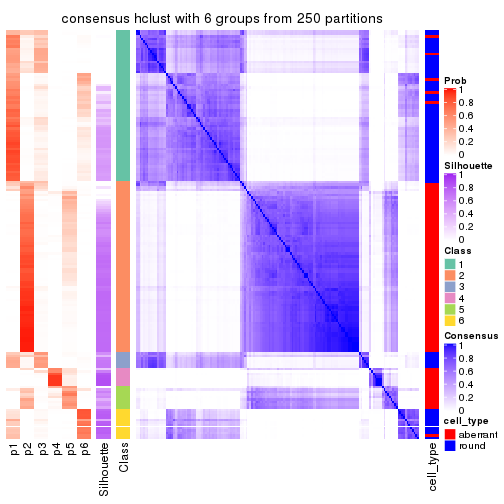 consensus hclust with 6 groups from 250 partitions
Prob
1
0.8
0.6
0.4
0.2
0
Silhouette
1
0.8
0.6
0.4
0.2
0
Class
1
2
3
4
5
6
Consensus
1
0.8
0.6
0.4
0.2
0
cell_type
aberrant
round
p1
p2
p3
p4
p5
p6
Silhouette
Class
cell_type